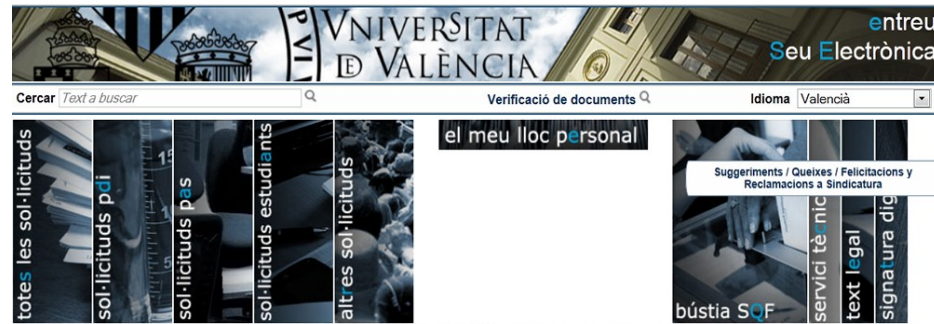 VNIVERSITAT
DE VALÈNCIA
entreu
Seu Electrònica
Cercar Text a buscar
Verificació de documents
Idioma Valencià
totes les sol·licituds
sol·licituds pdi
sol·licituds pas
sol·licituds estudiants
altres sol·licituds
el meu lloc personal
Suggeriments / Queixes / Felicitacions y
Reclamacions a Sindicatura
bústia SQF
servici tècnic
text legal
signatura dig